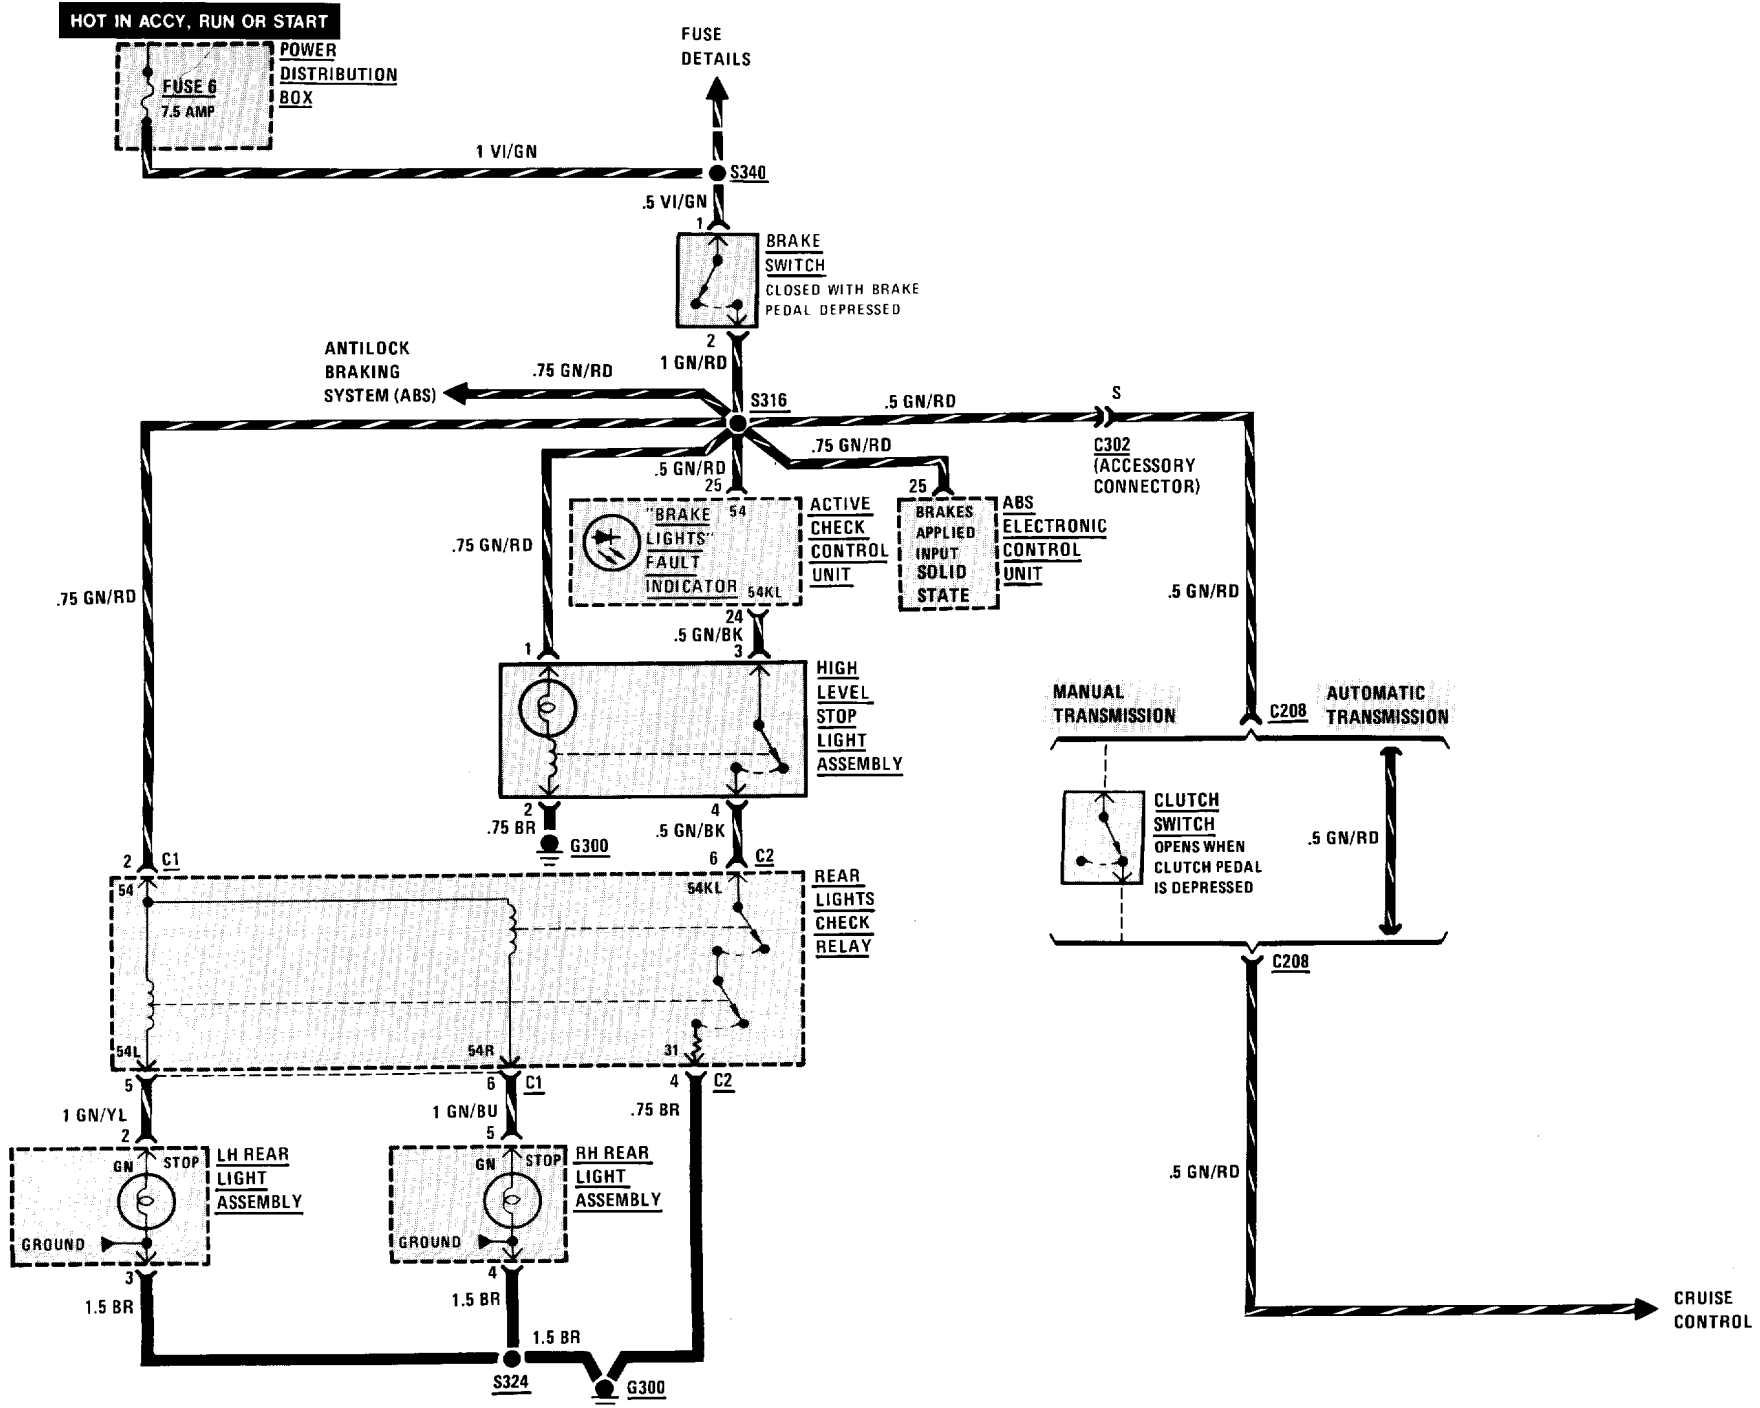 HOT IN ACCY, RUN OR START
POWER
DISTRIBUTION
BOX
FUSE 6
7.5 AMP
FUSE
DETAILS
1 VI/GN
S340
.5 VI/GN
1
BRAKE
SWITCH
CLOSED WITH BRAKE
PEDAL DEPRESSED
2
1 GN/RD
ANTILOCK
BRAKING
SYSTEM (ABS)
.75 GN/RD
S316
.5 GN/RD
S
C302
(ACCESSORY
CONNECTOR)
.5 GN/RD
25
.75 GN/RD
25
"BRAKE
LIGHTS"
FAULT
INDICATOR
54
54KL
ACTIVE
CHECK
CONTROL
UNIT
BRAKES
APPLIED
INPUT
SOLID
STATE
ABS
ELECTRONIC
CONTROL
UNIT
.75 GN/RD
.75 GN/RD
.5 GN/RD
24
.5 GN/BK
1
3
HIGH
LEVEL
STOP
LIGHT
ASSEMBLY
MANUAL
TRANSMISSION
C208
AUTOMATIC
TRANSMISSION
2
.75 BR
G300
4
.5 GN/BK
CLUTCH
SWITCH
OPENS WHEN
CLUTCH PEDAL
IS DEPRESSED
.5 GN/RD
2
C1
6
C2
54
54KL
REAR
LIGHTS
CHECK
RELAY
C208
54L
54R
31
5
6
C1
4
C2
1 GN/YL
1 GN/BU
.75 BR
2
5
GN
STOP
LH REAR
LIGHT
ASSEMBLY
GROUND
GN
STOP
RH REAR
LIGHT
ASSEMBLY
GROUND
.5 GN/RD
3
4
1.5 BR
1.5 BR
1.5 BR
S324
G300
CRUISE
CONTROL